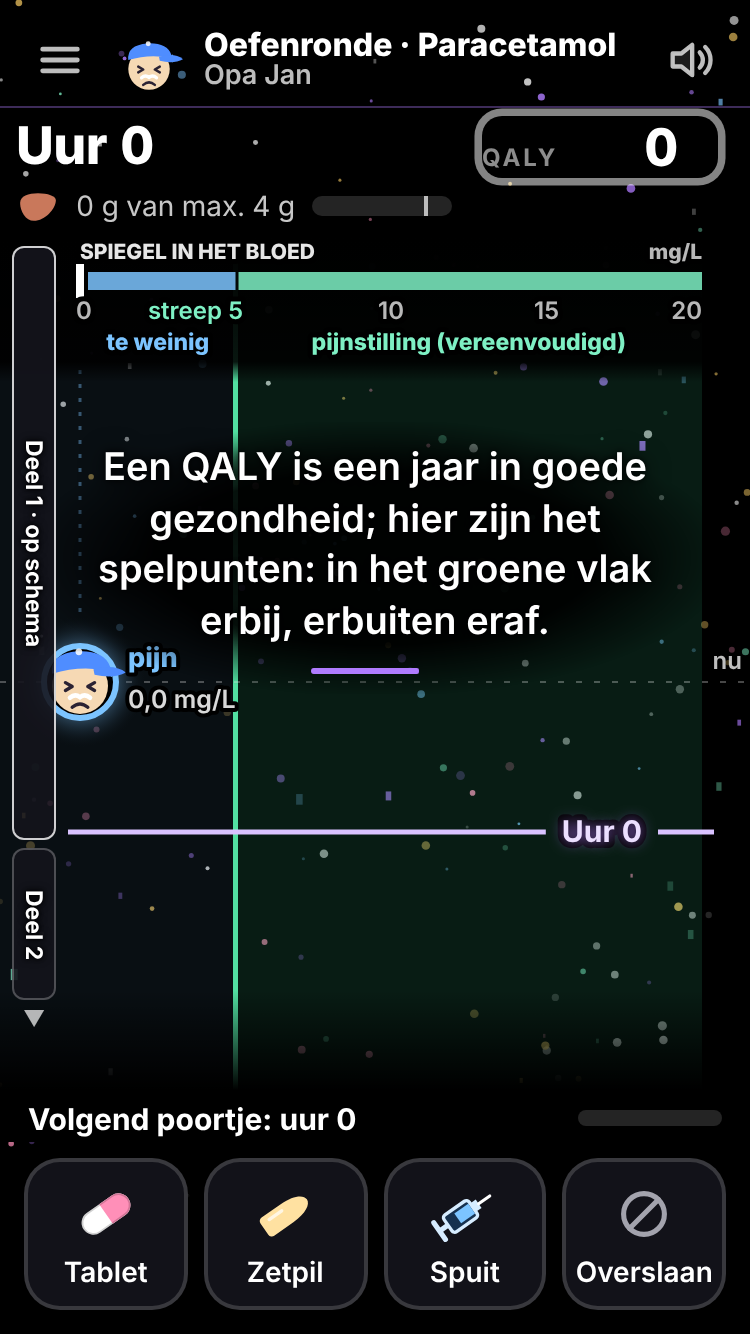 Oefenronde · Paracetamol
Opa Jan
Uur 0
QALY 0
0 g van max. 4 g
SPIEGEL IN HET BLOED mg/L
0 streep 5 10 15 20
te weinig pijnstilling (vereenvoudigd)
Deel 1 · op schema
Een QALY is een jaar in goede
gezondheid; hier zijn het
spelpunten: in het groene vlak
erbij, erbuiten eraf.
pijn
nu
0,0 mg/L
Uur 0
Deel 2
Volgend poortje: uur 0
Tablet Zetpil Spuit Overslaan